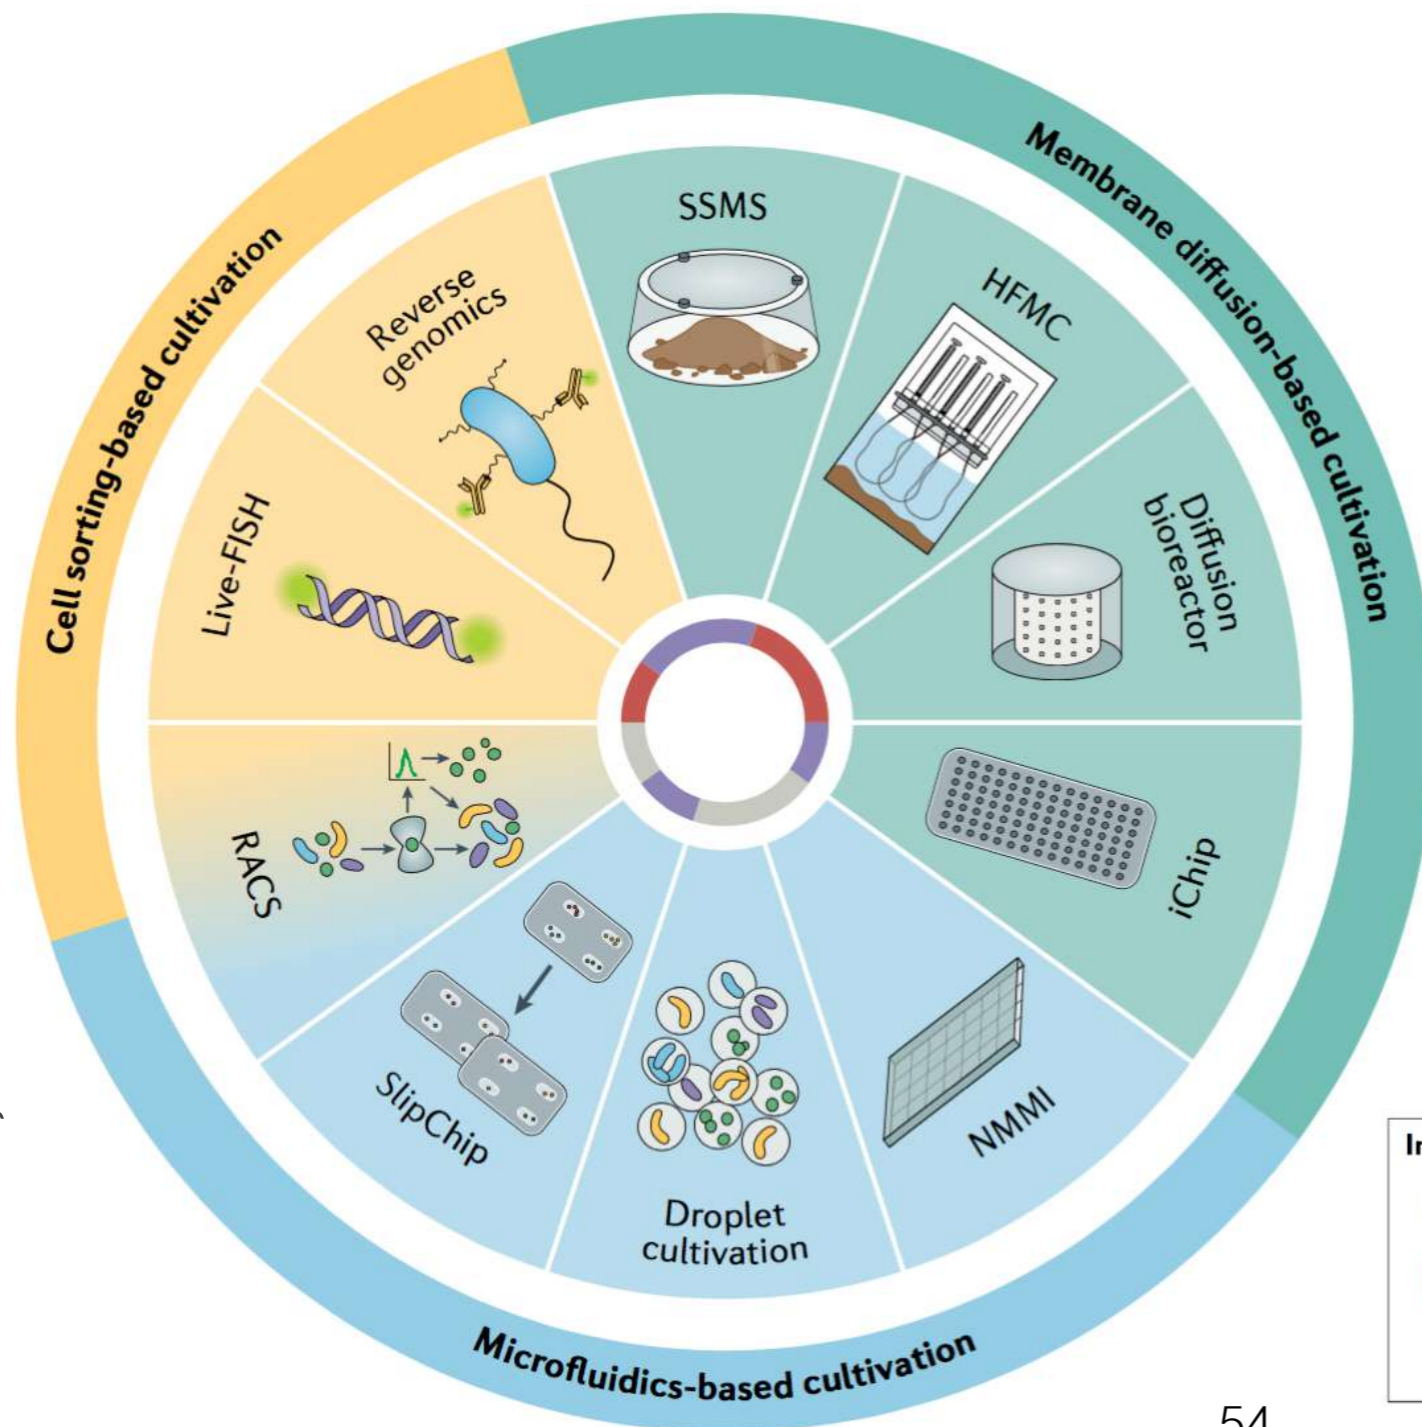 Membrane diffusion-based cultivation
SSMS
HFMC
Diffusion
bioreactor
iChip
Microfluidics-based cultivation
NMMI
Droplet
cultivation
SlipChip
RACS
Cell sorting-based cultivation
Live-FISH
Reverse
genomics
54